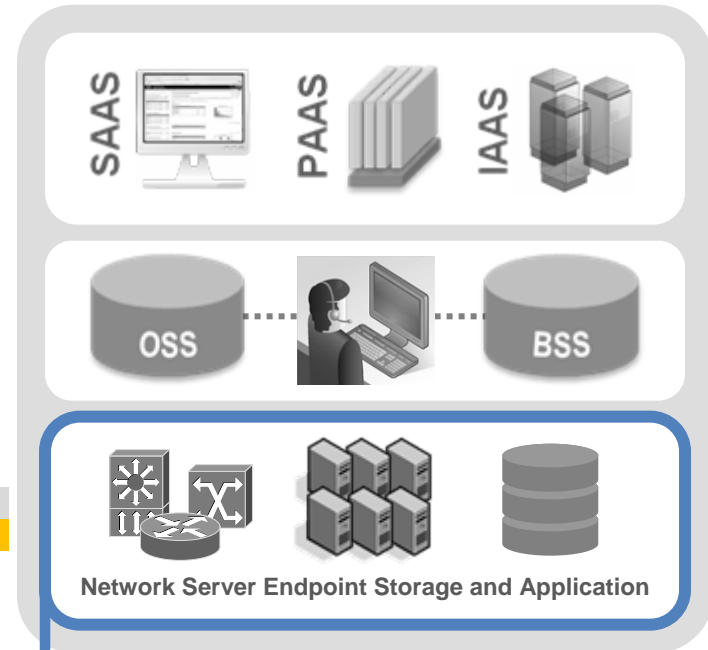 SAAS
PAAS
IAAS
OSS
BSS
Network Server Endpoint Storage and Application